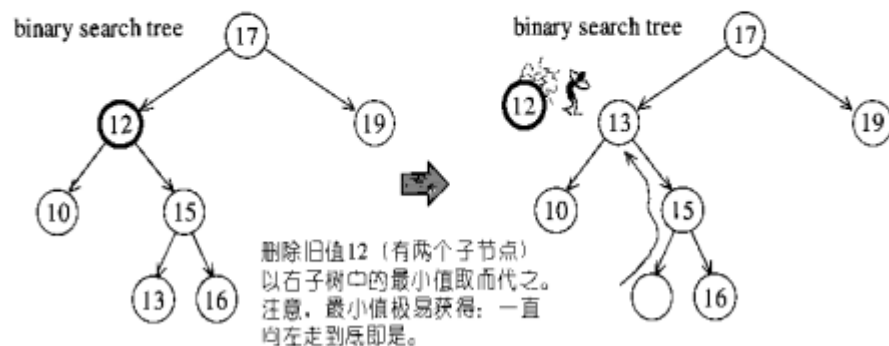 binary search tree
17
12
19
10
15
13
16
删除旧值12（有两个子节点）
以右子树中的最小值取而代之。
注意，最小值极易获得：一直
向左走到底即是。
binary search tree
17
12
13
19
10
15
16